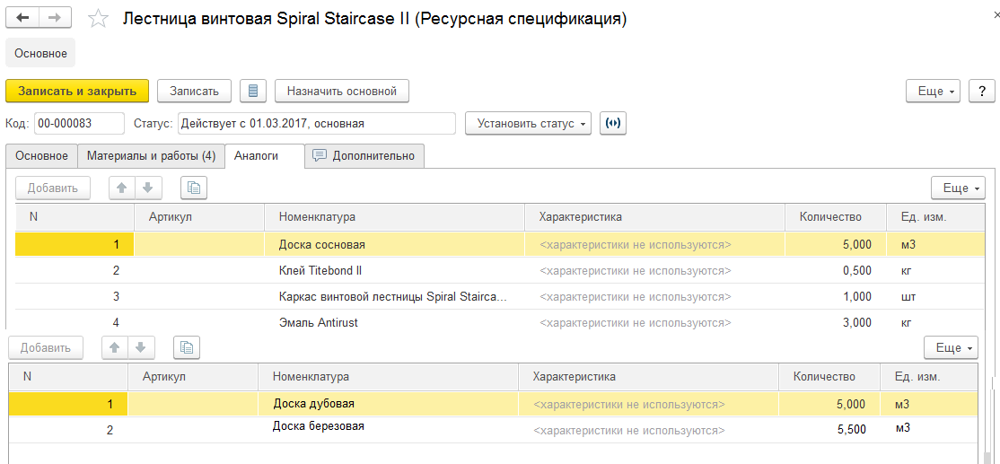 Лестница винтовая Spiral Staircase II (Ресурсная спецификация)
Основное
Записать и закрыть Записать Назначить основной Еще ?
Код: 00-000083 Статус: Действует с 01.03.2017, основная Установить статус
Основное Материалы и работы (4) Аналоги Дополнительно
Добавить Еще
N Артикул Номенклатура Характеристика Количество Ед. изм.
1 Доска сосновая <характеристики не используются> 5,000 м3
2 Клей Titebond II <характеристики не используются> 0,500 кг
3 Каркас винтовой лестницы Spiral Stairca... <характеристики не используются> 1,000 шт
4 Эмаль Antirust <характеристики не используются> 3,000 кг
Добавить Еще
N Артикул Номенклатура Характеристика Количество Ед. изм.
1 Доска дубовая <характеристики не используются> 5,000 м3
2 Доска березовая <характеристики не используются> 5,500 м3